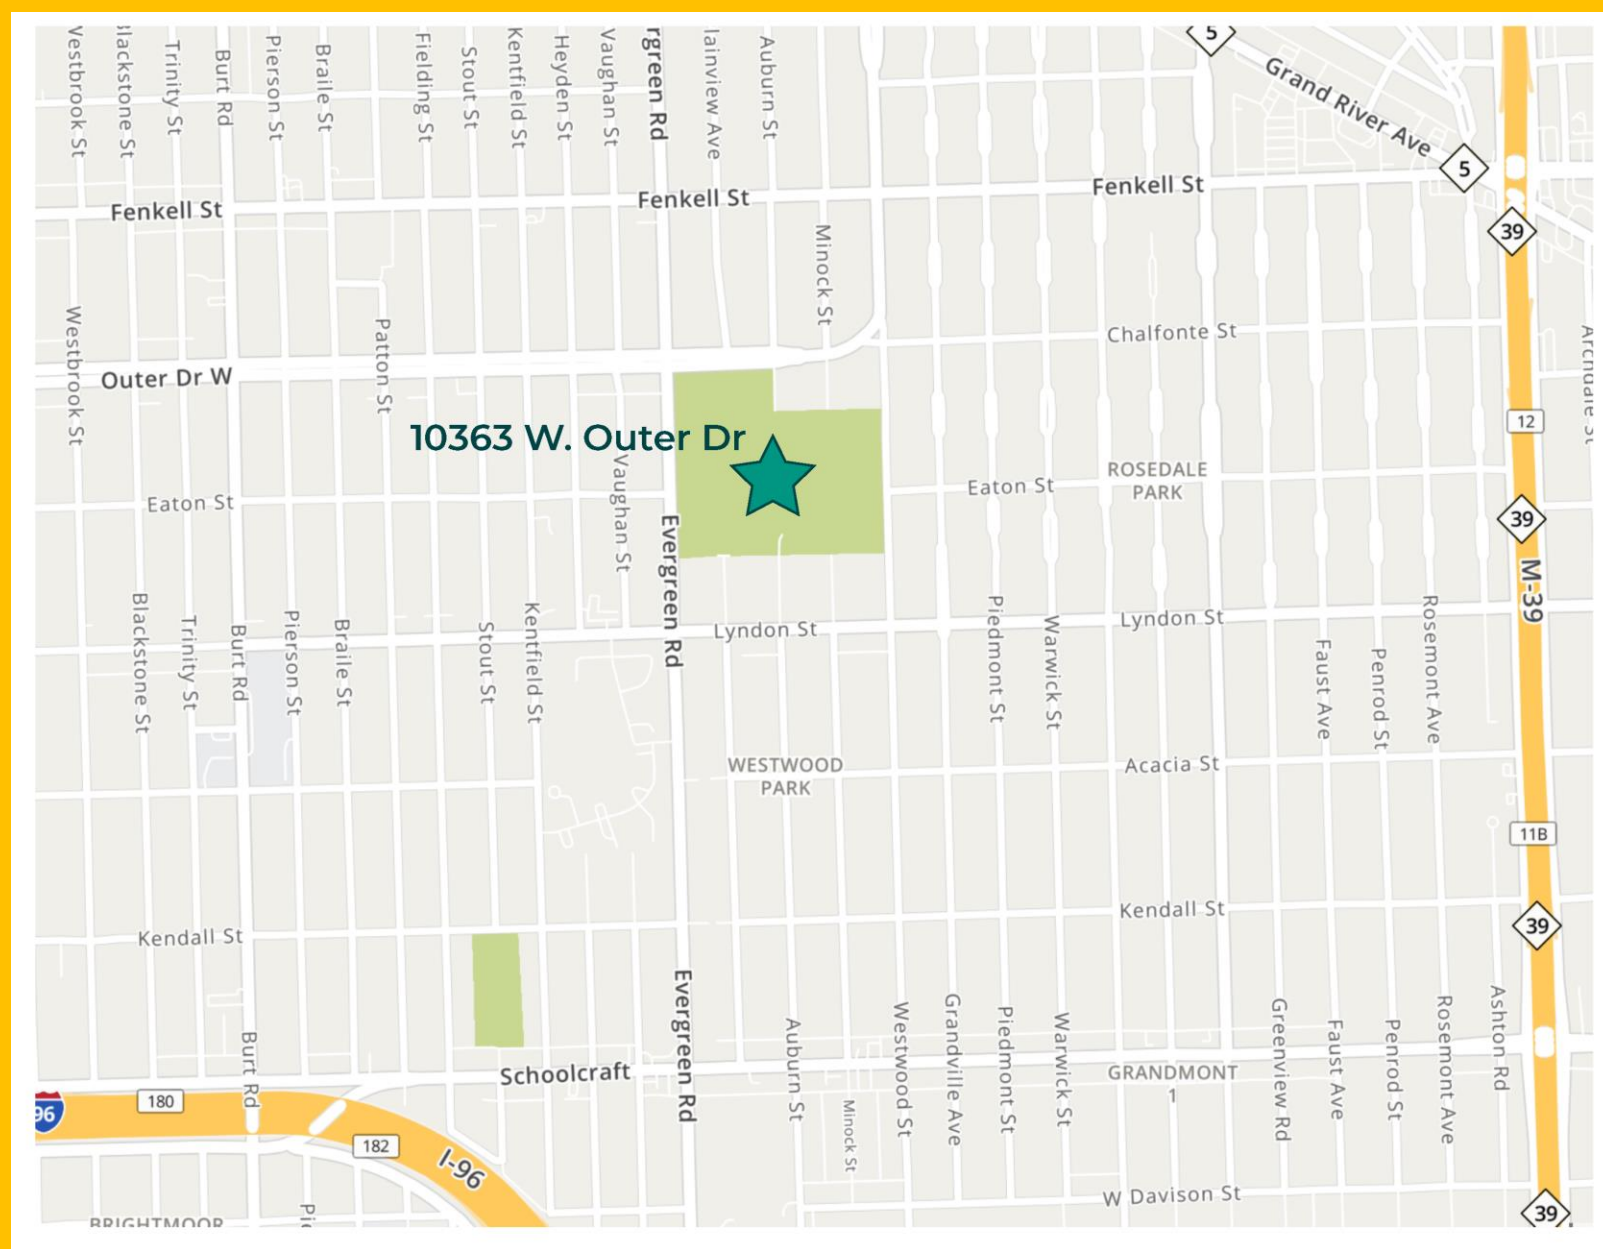 Westbrook St
Blackstone St
Trinity St
Burt Rd
Pierson St
Braile St
Fielding St
Stout St
Kentfield St
Heyden St
Vaughan St
rgreen Rd
lainview Ave
Auburn St
5
Grand River Ave
5
Fenkell St
Fenkell St
Fenkell St
39
Minock St
Westbrook St
Patton St
Chalfonte St
Archdale St
Outer Dr W
12
10363 W. Outer Dr
ROSEDALE
PARK
Eaton St
Vaughan St
Eaton St
39
Evergreen Rd
M-39
Blackstone St
Trinity St
Burt Rd
Pierson St
Braile St
Stout St
Kentfield St
Lyndon St
Piedmont St
Warwick St
Lyndon St
Faust Ave
Penrod St
Rosemont Ave
WESTWOOD
PARK
Acacia St
11B
Kendall St
Kendall St
39
Evergreen Rd
Burt Rd
Schoolcraft
Auburn St
Minock St
Westwood St
Grandville Ave
Piedmont St
Warwick St
GRANDMONT
1
Greenview Rd
Faust Ave
Penrod St
Rosemont Ave
Ashton Rd
96
180
182
I-96
W Davison St
39
BRIGHTMOOR
Pie